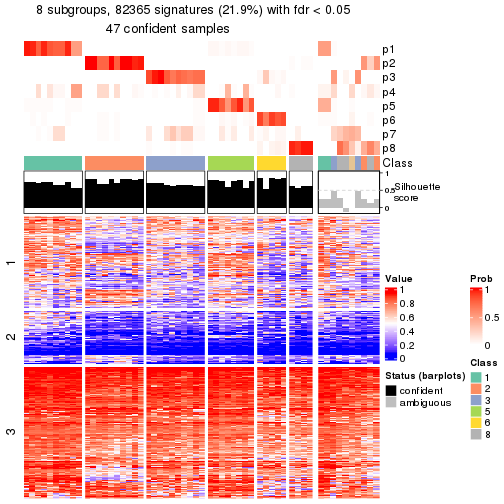 8 subgroups, 82365 signatures (21.9%) with fdr < 0.05
47 confident samples
p1
p2
p3
p4
p5
p6
p7
p8
Class
1
0.5
0
Silhouette
score
1
2
3
Value
1
0.8
0.6
0.4
0.2
0
Status (barplots)
confident
ambiguous
Prob
1
0.5
0
Class
1
2
3
5
6
8